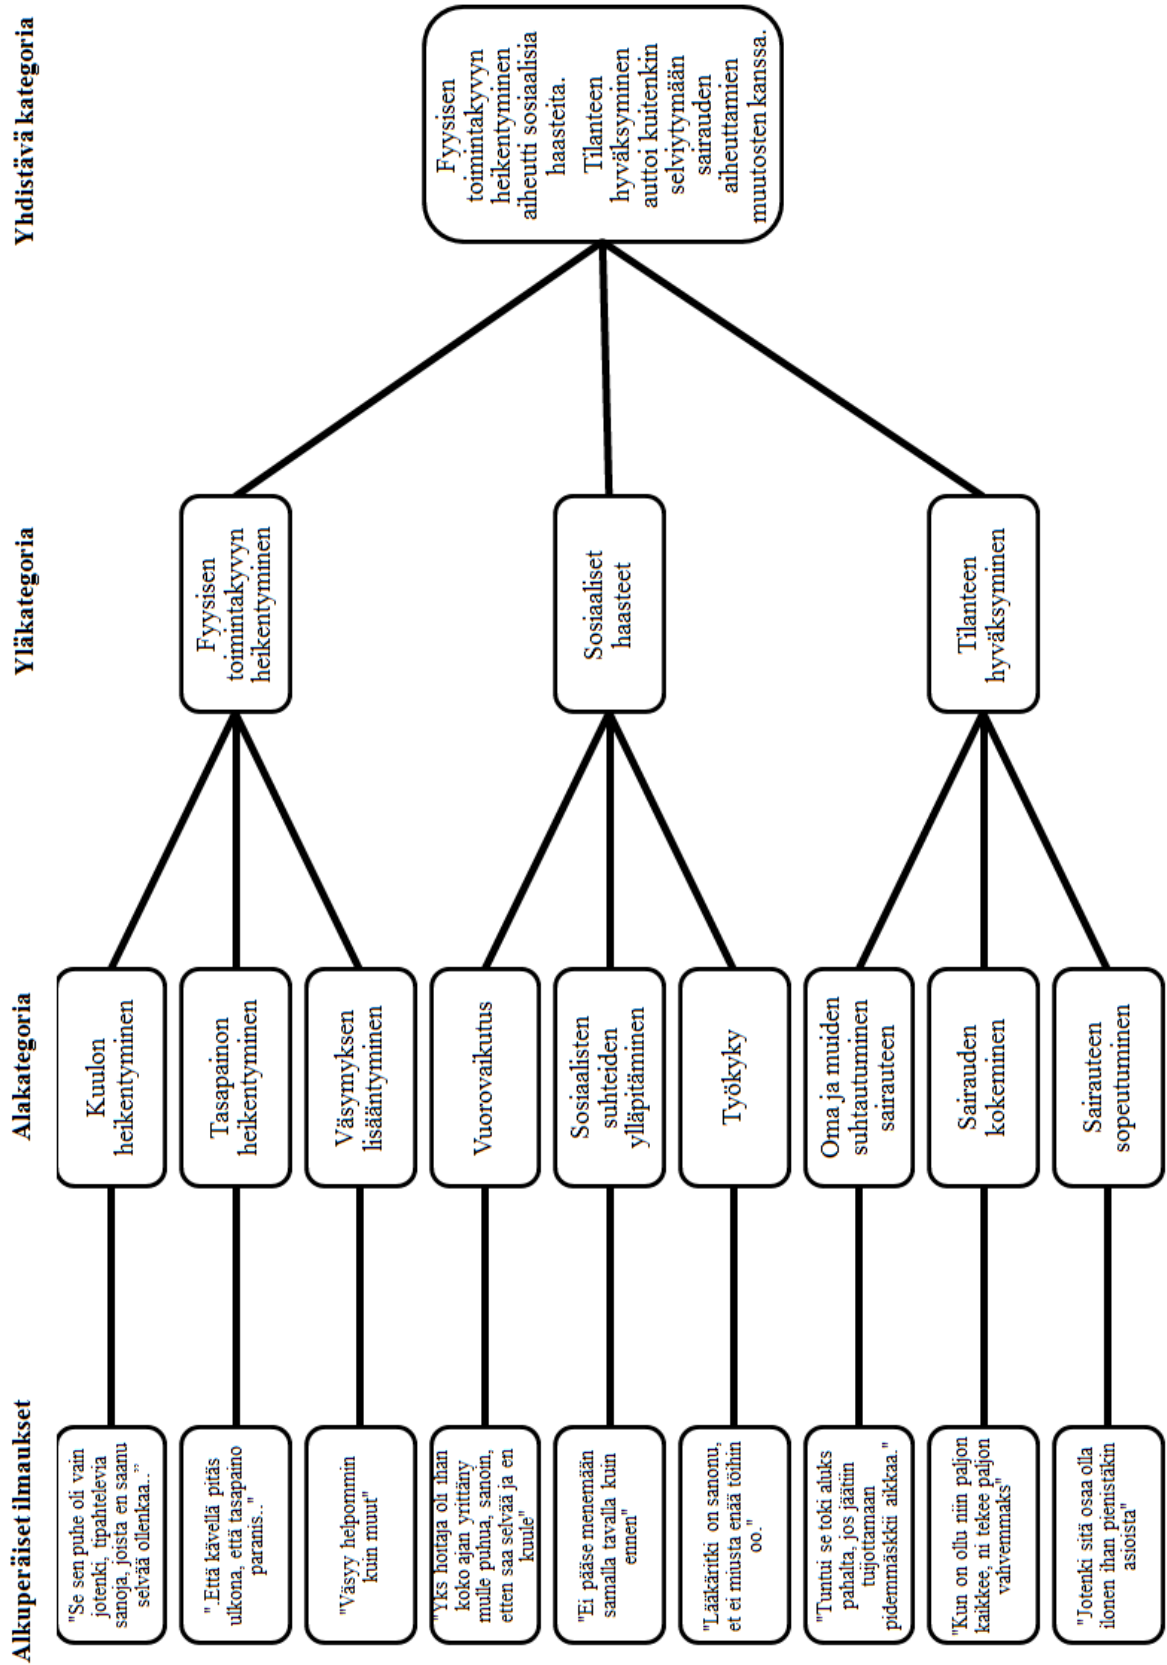 Alkuperäiset ilmaukset
Alakategoria
Yläkategoria
Yhdistävä kategoria
"Se sen puhe oli vain
jotenki, tipahtelevia
sanoja, joista en saanu
selvää ollenkaa.."
"..Että kävellä pitäs
ulkona, että tasapaino
paranis.."
"Väsyy helpommin
kuin muut"
"Yks hoitaja oli ihan
koko ajan yrittäny
mulle puhua, sanoin,
etten saa selvää ja en
kuule"
"Ei pääse menemään
samalla tavalla kuin
ennen"
"Lääkäritki on sanonu,
et ei miusta enää töihin
oo."
"Tuntui se toki aluks
pahalta, jos jäätiin
tuijottamaan
pidemmäskkii aikkaa."
"Kun on ollu niin paljon
kaikkee, ni tekee paljon
vahvemmaks"
"Jotenki sitä osaa olla
ilonen ihan pienistäkin
asioista"
Kuulon
heikentyminen
Tasapainon
heikentyminen
Väsymyksen
lisääntyminen
Vuorovaikutus
Sosiaalisten
suhteiden
ylläpitäminen
Työkyky
Oma ja muiden
suhtautuminen
sairauteen
Sairauden
kokeminen
Sairauteen
sopeutuminen
Fyysisen
toimintakyvyn
heikentyminen
Sosiaaliset
haasteet
Tilanteen
hyväksyminen
Fyysisen
toimintakyvyn
heikentyminen
aiheutti sosiaalisia
haasteita.
Tilanteen
hyväksyminen
auttoi kuitenkin
selviytymään
sairauden
aiheuttamien
muutosten kanssa.